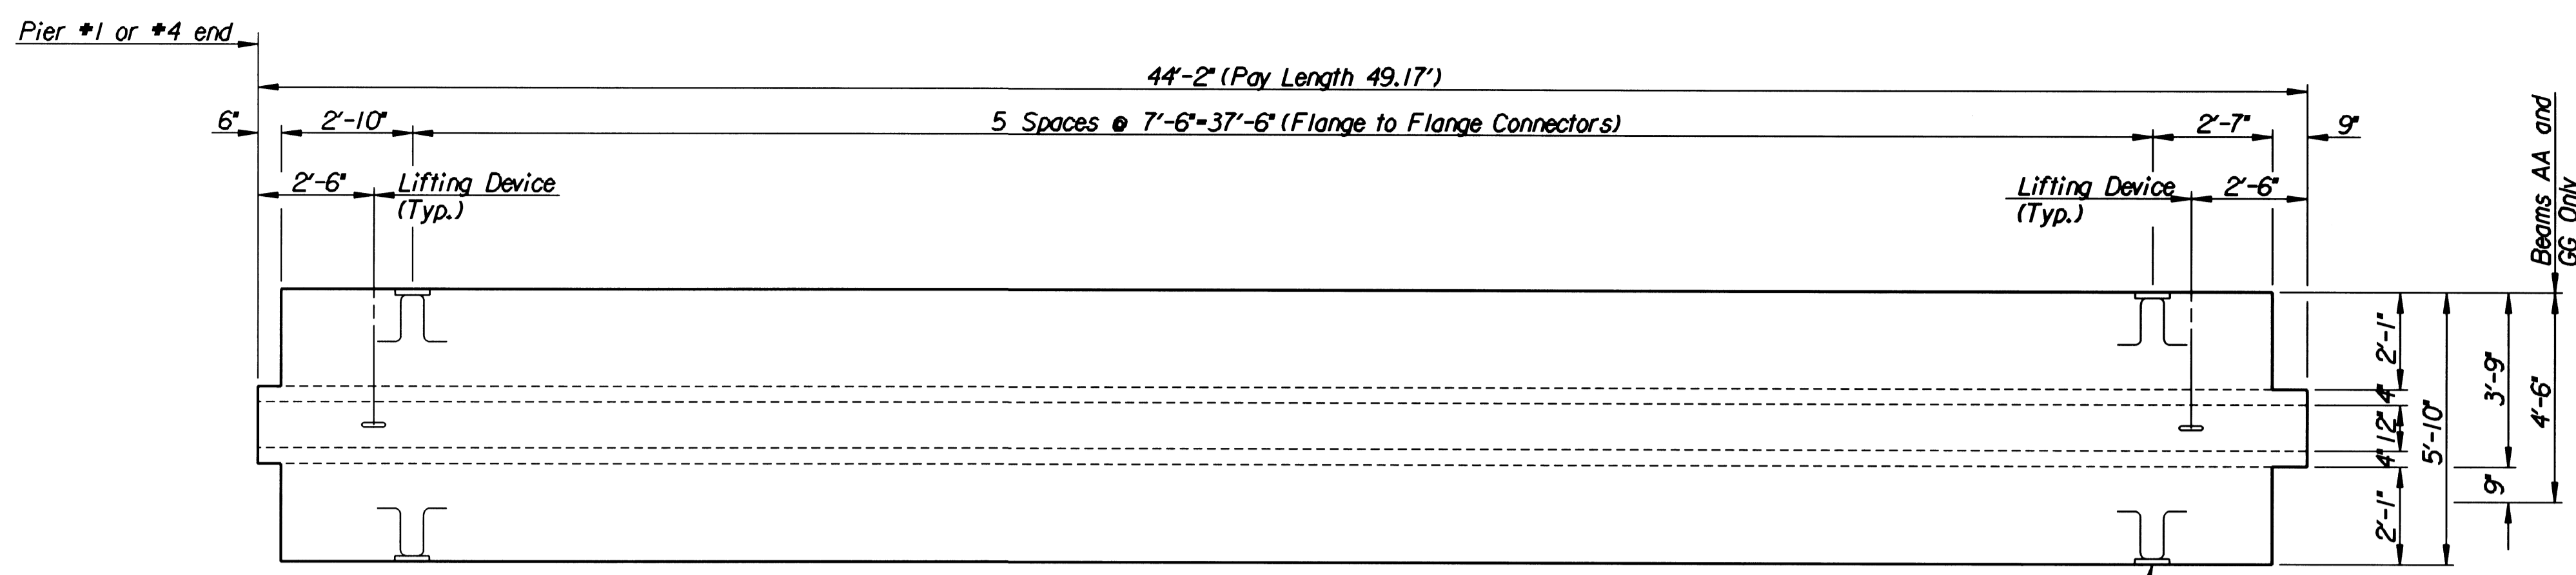 Pier #1 or #4 end
44'-2" (Pay Length 49.17')
6"
2'-10"
5 Spaces @ 7'-6"=37'-6" (Flange to Flange Connectors)
2'-7"
9"
2'-6"
Lifting Device
(Typ.)
Lifting Device
(Typ.)
2'-6"
Beams AA and
GG Only
2'-1"
4"
12"
4"
2'-1"
5'-10"
3'-9"
9"
4'-6"